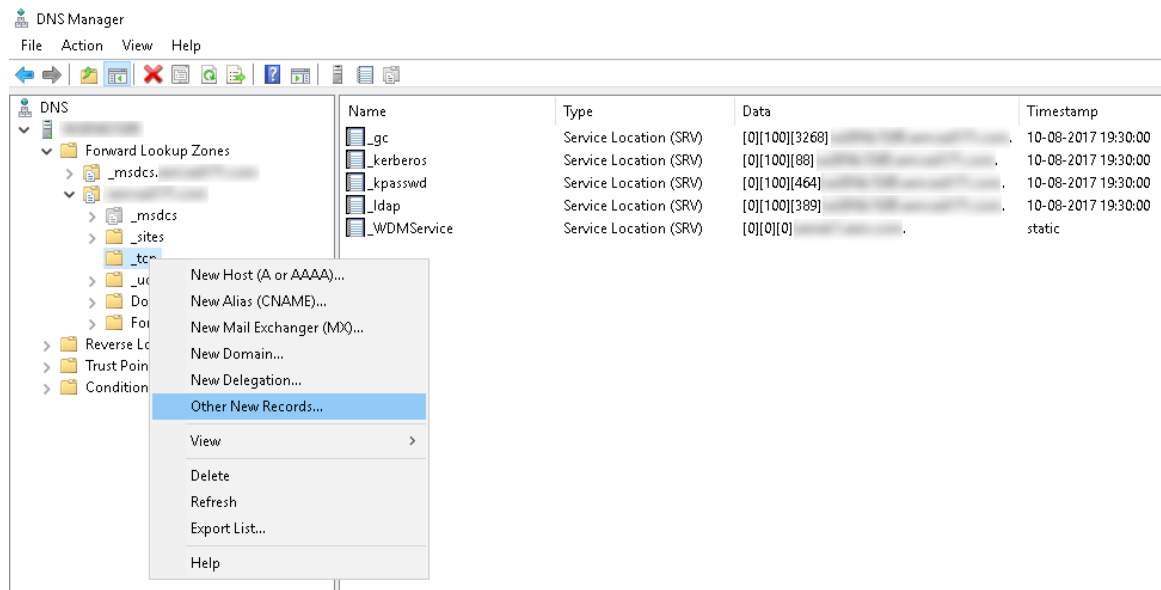 DNS Manager
File Action View Help
DNS
Forward Lookup Zones
_msdcs.
_msdcs
_sites
_tcp
Reverse Lo
Trust Poin
Condition
Name Type Data Timestamp
_gc Service Location (SRV) [0][100][3268] . 10-08-2017 19:30:00
_kerberos Service Location (SRV) [0][100][88] . 10-08-2017 19:30:00
_kpasswd Service Location (SRV) [0][100][464] . 10-08-2017 19:30:00
_ldap Service Location (SRV) [0][100][389] . 10-08-2017 19:30:00
_WDMService Service Location (SRV) [0][0][0] . static
New Host (A or AAAA)...
New Alias (CNAME)...
New Mail Exchanger (MX)...
New Domain...
New Delegation...
Other New Records...
View
Delete
Refresh
Export List...
Help